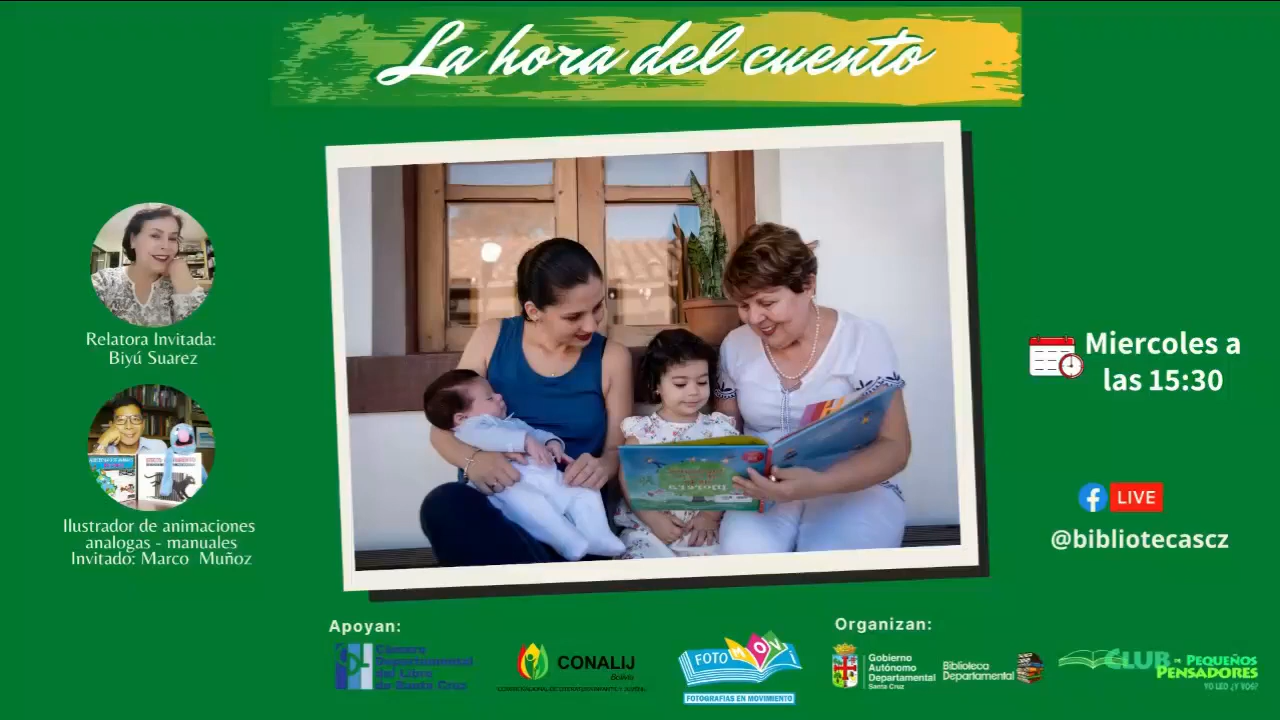 La hora del cuento
Relatora Invitada:
Biyú Suarez
Ilustrador de animaciones
analogas - manuales
Invitado: Marco Muñoz
Miercoles a
las 15:30
LIVE
@bibliotecascz
Apoyan:
Cámara
Departamental
del Libro
de Santa Cruz
CONALIJ
Bolivia
FOTO MOVI
FOTOGRAFIAS EN MOVIMIENTO
Organizan:
Gobierno
Autónomo
Departamental
Santa Cruz
Biblioteca
Departamental
CLUB DE PEQUEÑOS
PENSADORES
YO LEO ¿Y VOS?